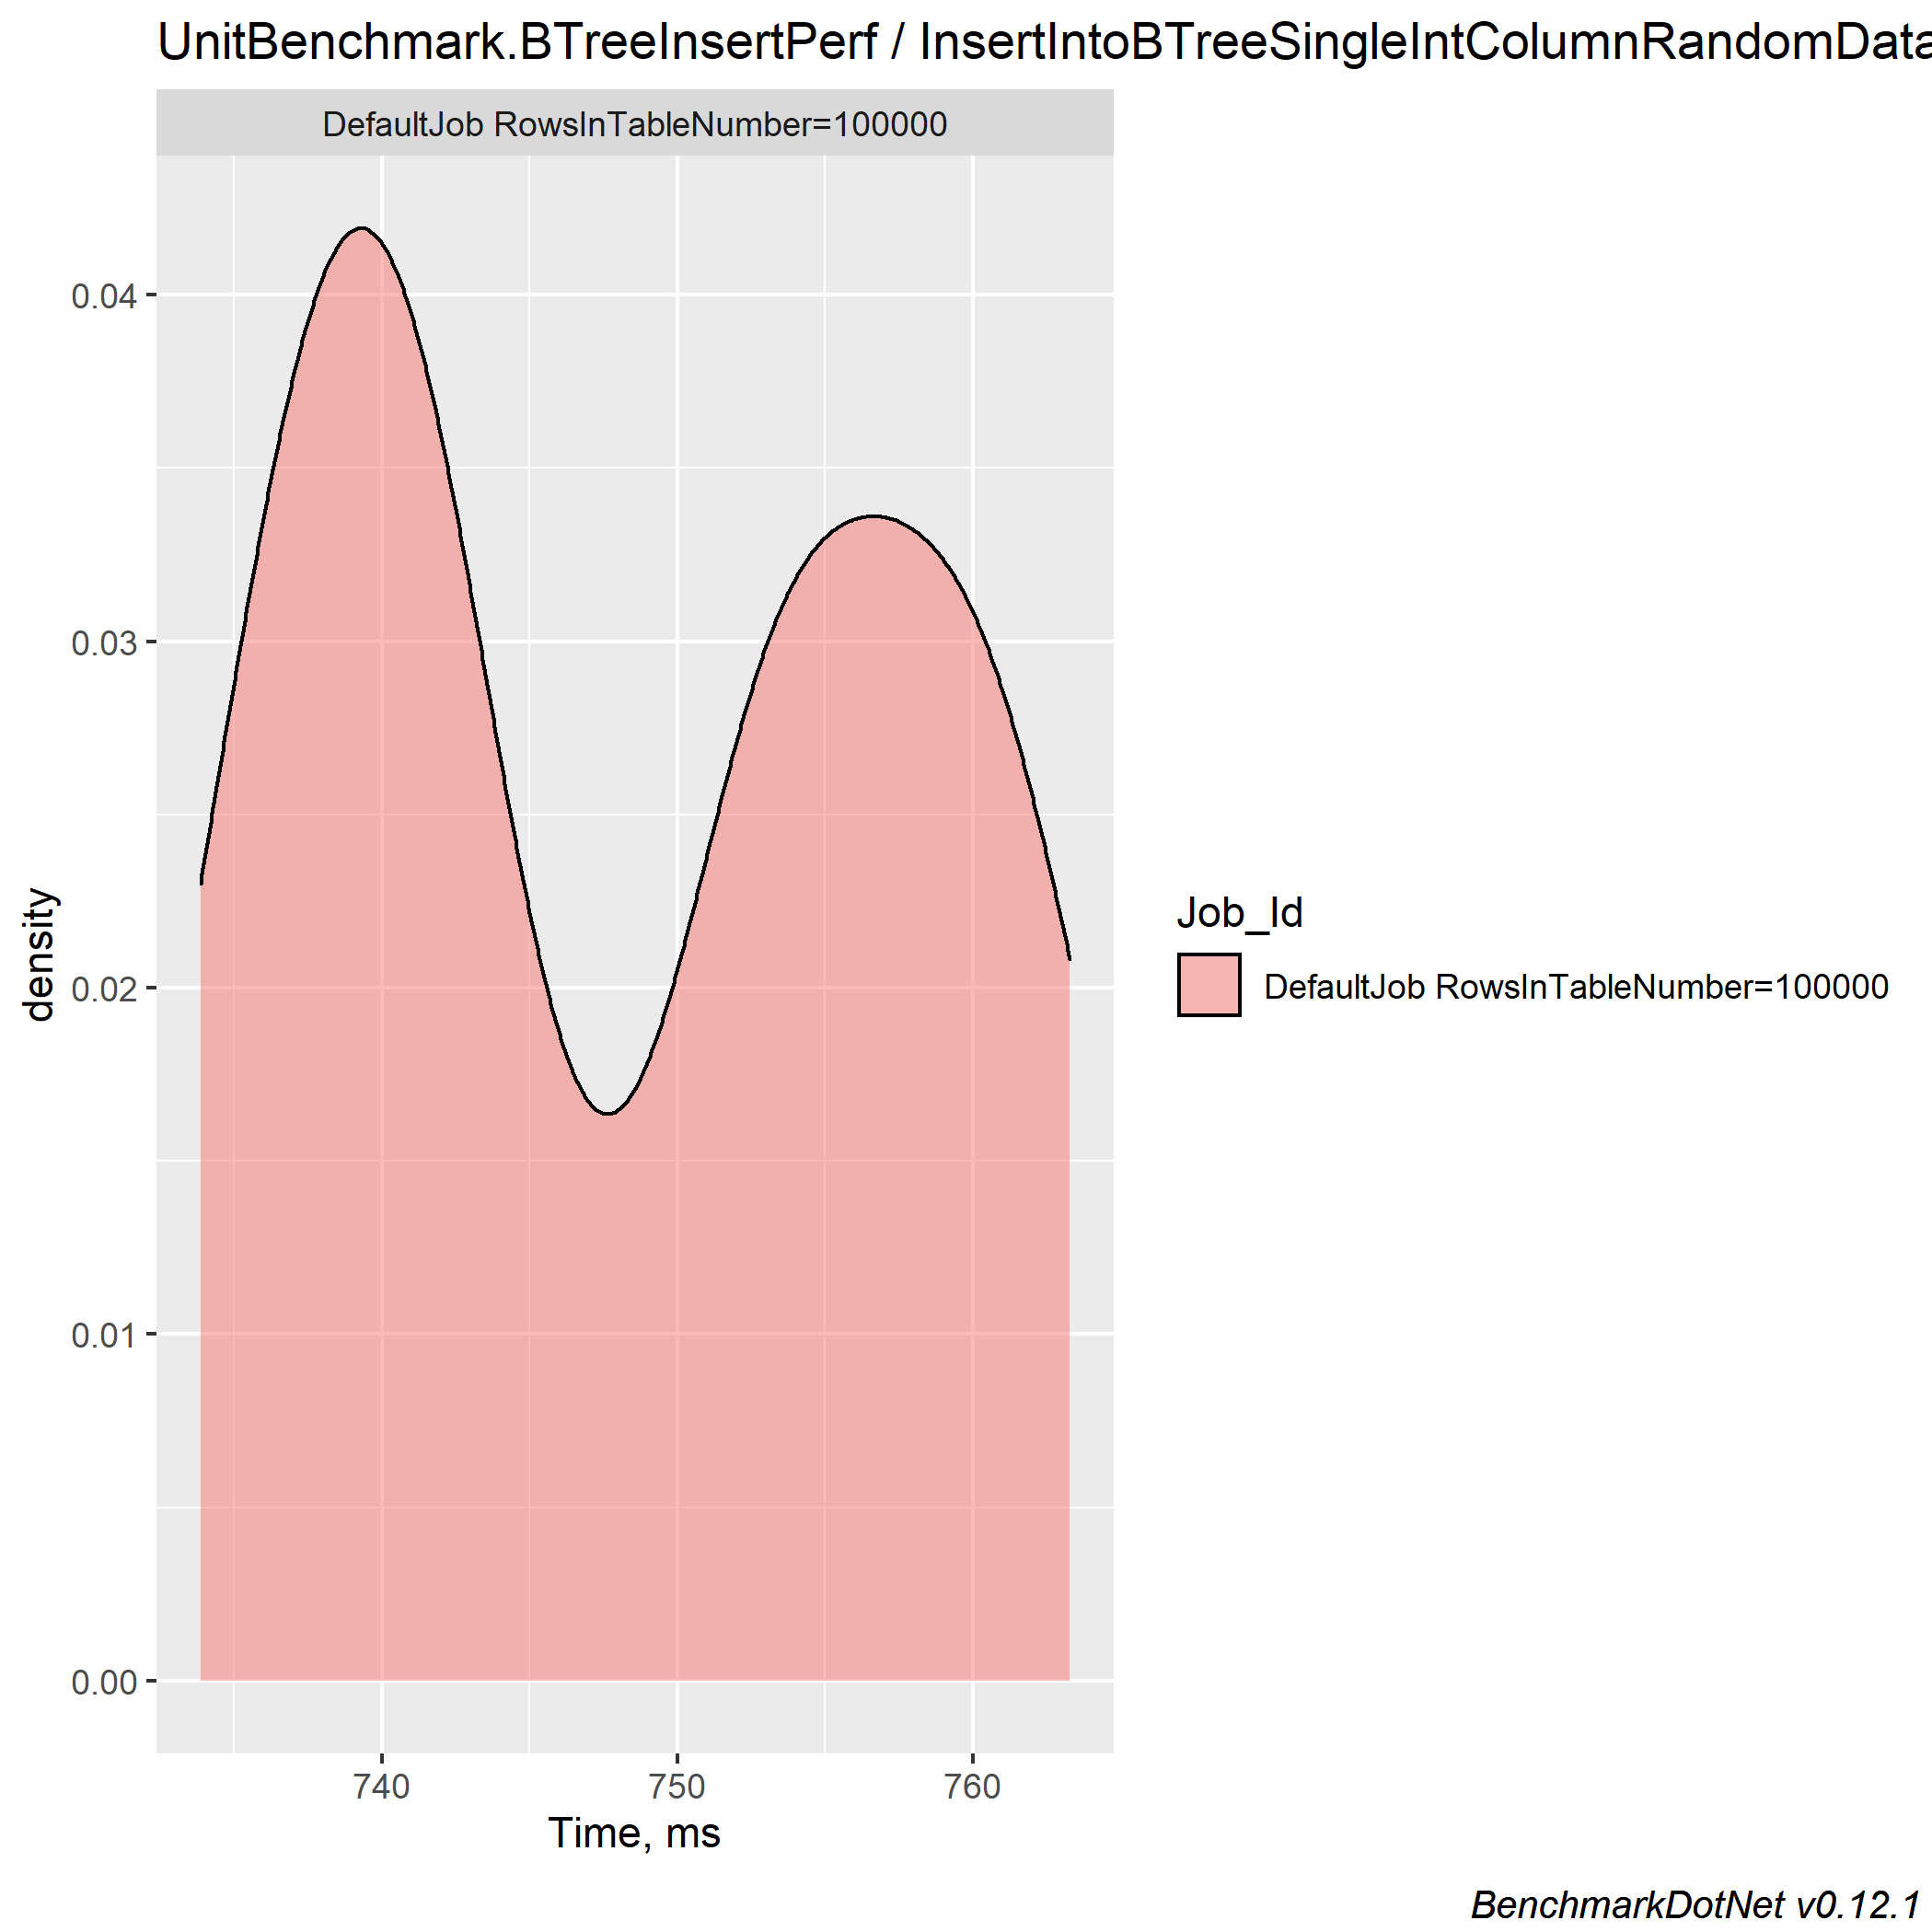 UnitBenchmark.BTreeInsertPerf / InsertIntoBTreeSingleIntColumnRandomData
DefaultJob RowsInTableNumber=100000
0.04
0.03
0.02
0.01
0.00
density
740 750 760
Time, ms
Job_Id
DefaultJob RowsInTableNumber=100000
BenchmarkDotNet v0.12.1